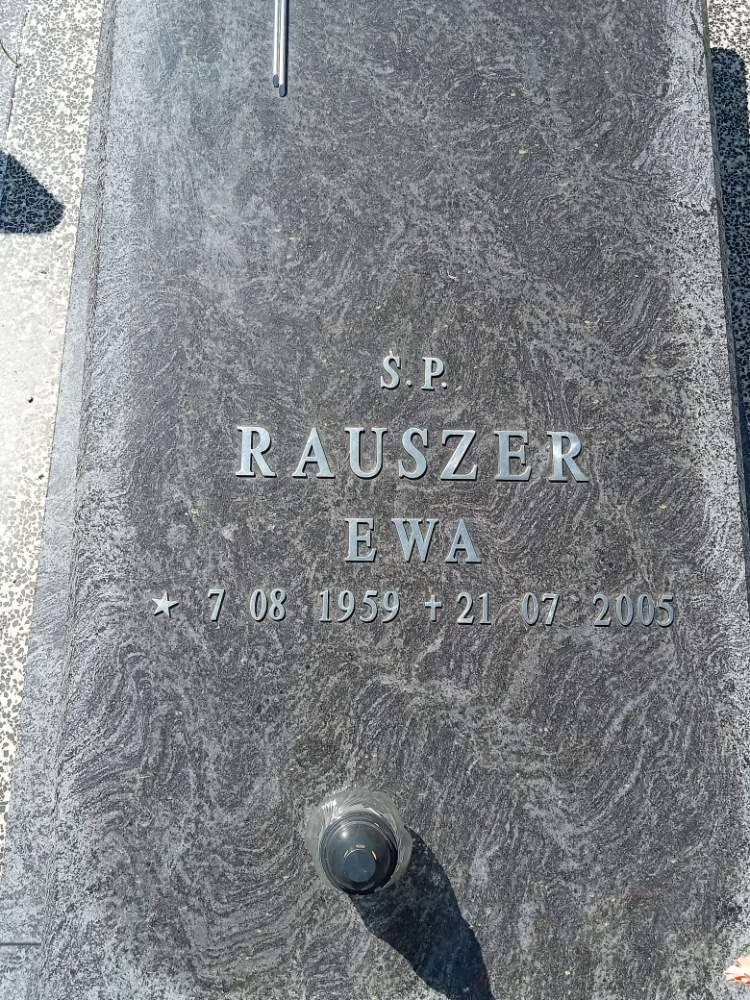 S. P.
RAUSZER
EWA
★ 7 08 1959 ✝ 21 07 2005